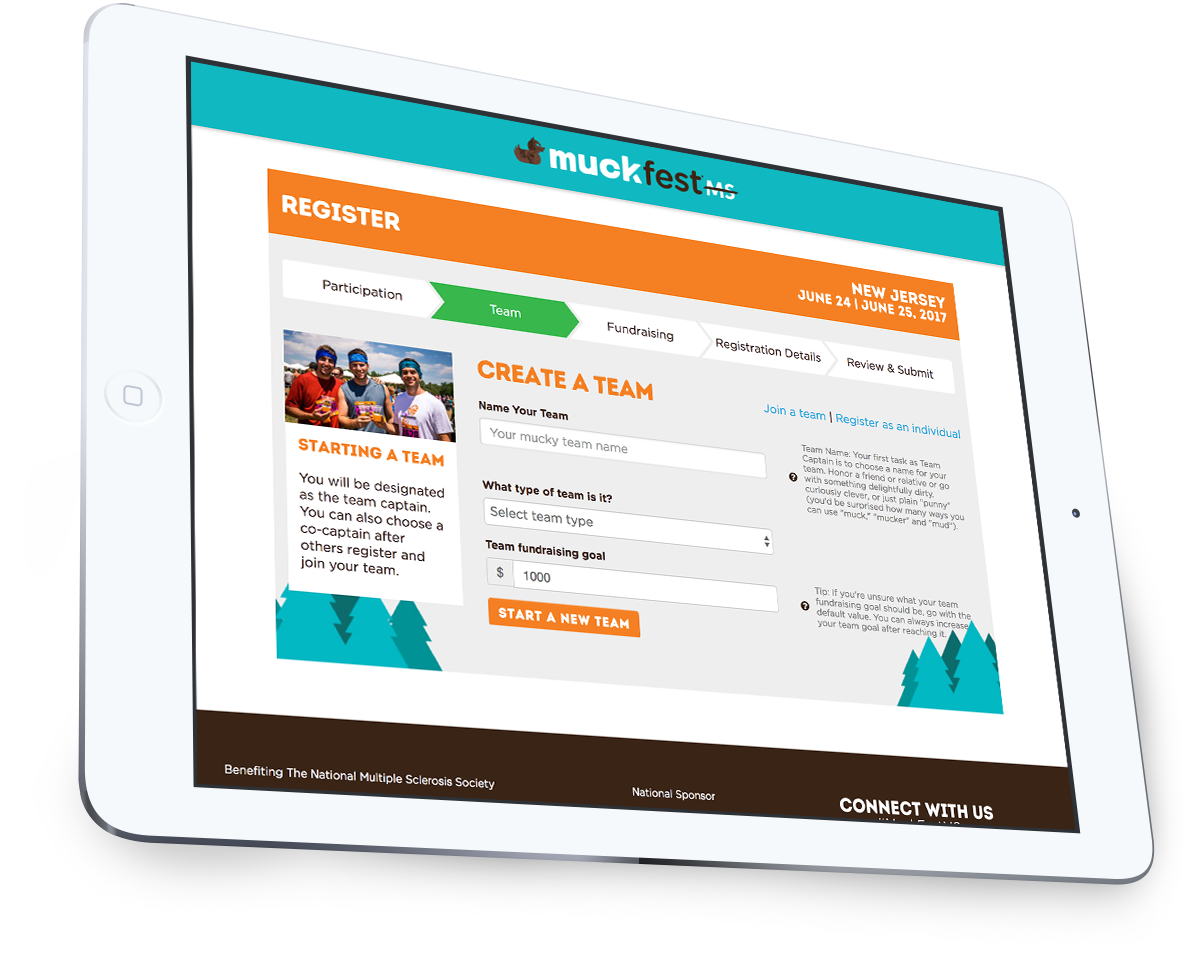 muckfest MS
REGISTER
NEW JERSEY
JUNE 24 | JUNE 25, 2017
Participation
Team
Fundraising
Registration Details
Review & Submit
STARTING A TEAM
You will be designated
as the team captain.
You can also choose a
co-captain after
others register and
join your team.
CREATE A TEAM
Join a team | Register as an individual
Name Your Team
Your mucky team name
Team Name: Your first task as Team
Captain is to choose a name for your
team. Honor a friend or relative or go
with something delightfully dirty,
curiously clever, or just plain "punny"
(you'd be surprised how many ways you
can use "muck," "mucker" and "mud").
What type of team is it?
Select team type
Team fundraising goal
$ 1000
Tip: If you're unsure what your team
fundraising goal should be, go with the
default value. You can always increase
your team goal after reaching it.
START A NEW TEAM
Benefiting The National Multiple Sclerosis Society
National Sponsor
CONNECT WITH US